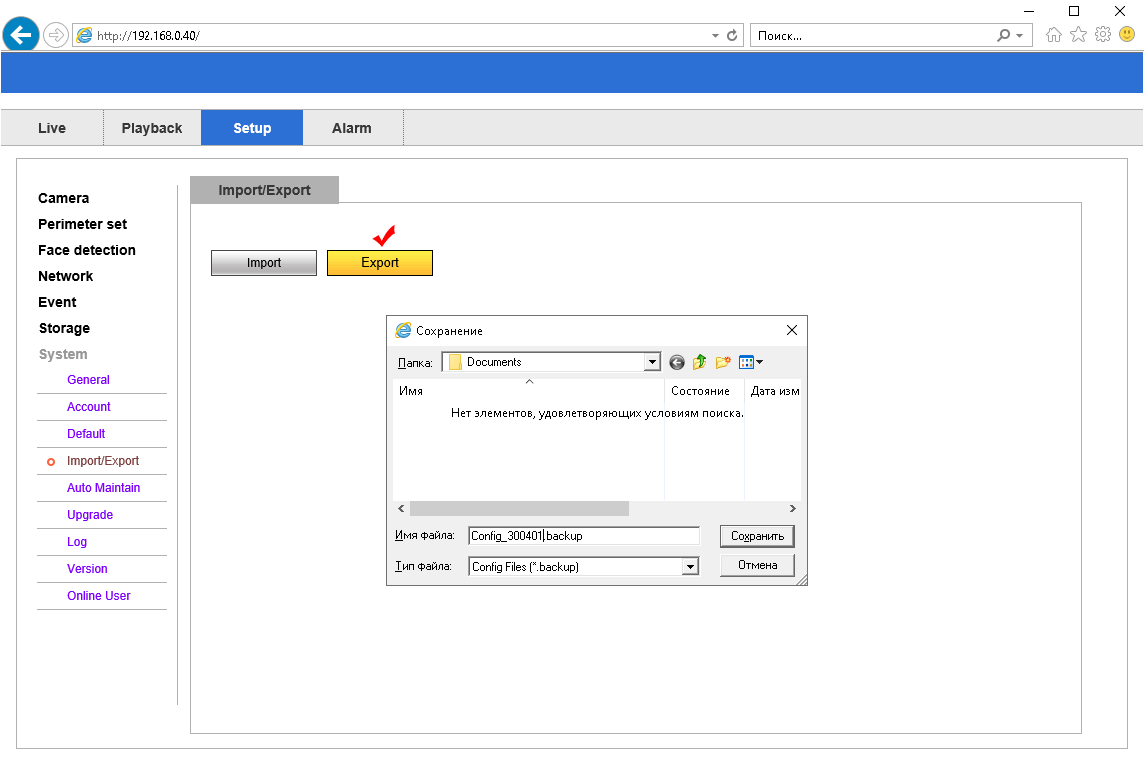 http://192.168.0.40/
Поиск...
Live Playback Setup Alarm
Import/Export
Camera
Perimeter set
Face detection
Network
Event
Storage
System
General
Account
Default
Import/Export
Auto Maintain
Upgrade
Log
Version
Online User
Import Export
Сохранение
Папка: Documents
Имя Состояние Дата изм
Нет элементов, удовлетворяющих условиям поиска.
Имя файла: Config_300401.backup Сохранить
Тип файла: Config Files (*.backup) Отмена